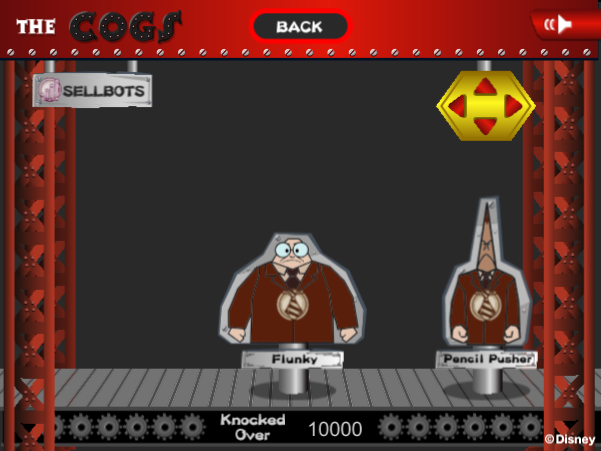 THE COGS
BACK
SELLBOTS
Flunky
Pencil Pusher
Knocked
Over
10000
©Disney